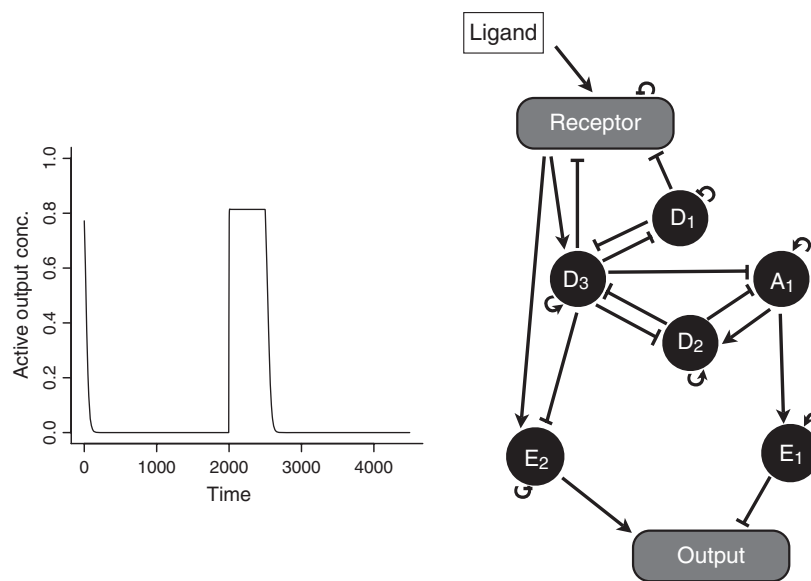 Active output conc.
1.0
0.8
0.6
0.4
0.2
0.0
0 1000 2000 3000 4000
Time
Ligand
Receptor
D1
D3
A1
D2
E2
E1
Output